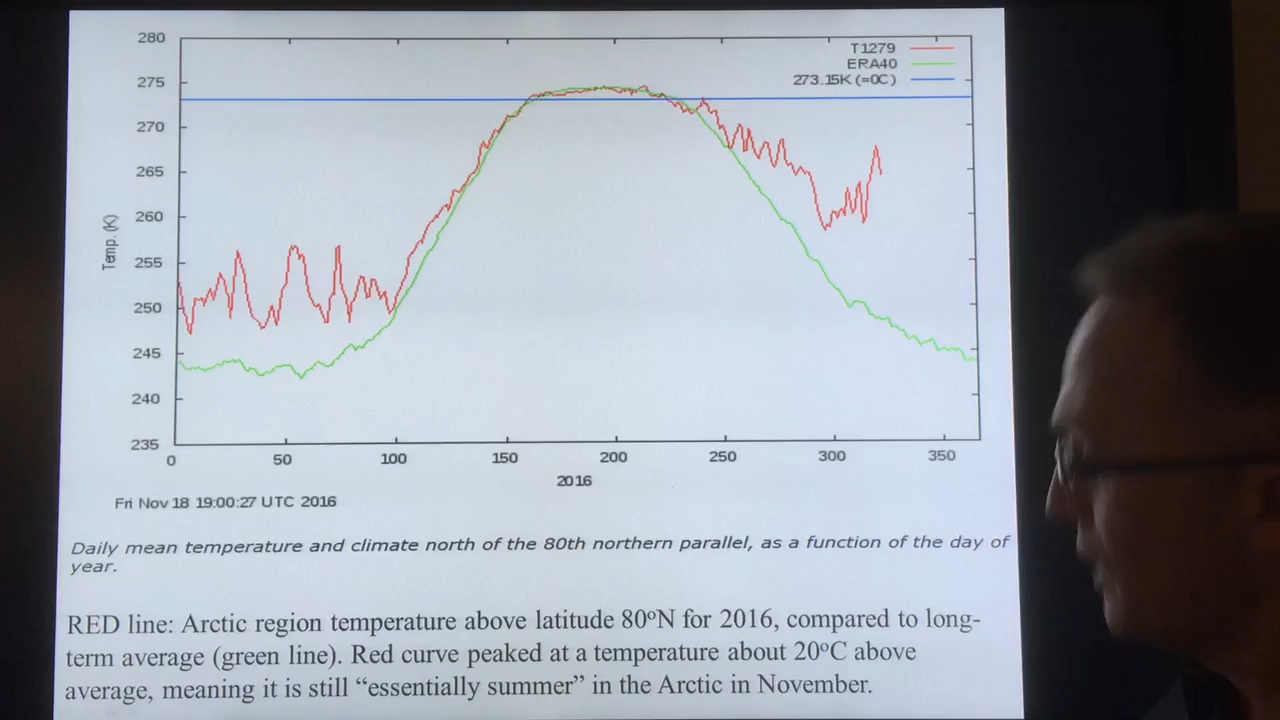 280
T1279
ERA40
275
273.15K (=0C)
270
265
260
Temp. (K)
255
250
245
240
235
0 50 100 150 200 250 300 350
2016
Fri Nov 18 19:00:27 UTC 2016
Daily mean temperature and climate north of the 80th northern parallel, as a function of the day of
year.
RED line: Arctic region temperature above latitude 80ºN for 2016, compared to long-
term average (green line). Red curve peaked at a temperature about 20ºC above
average, meaning it is still “essentially summer” in the Arctic in November.